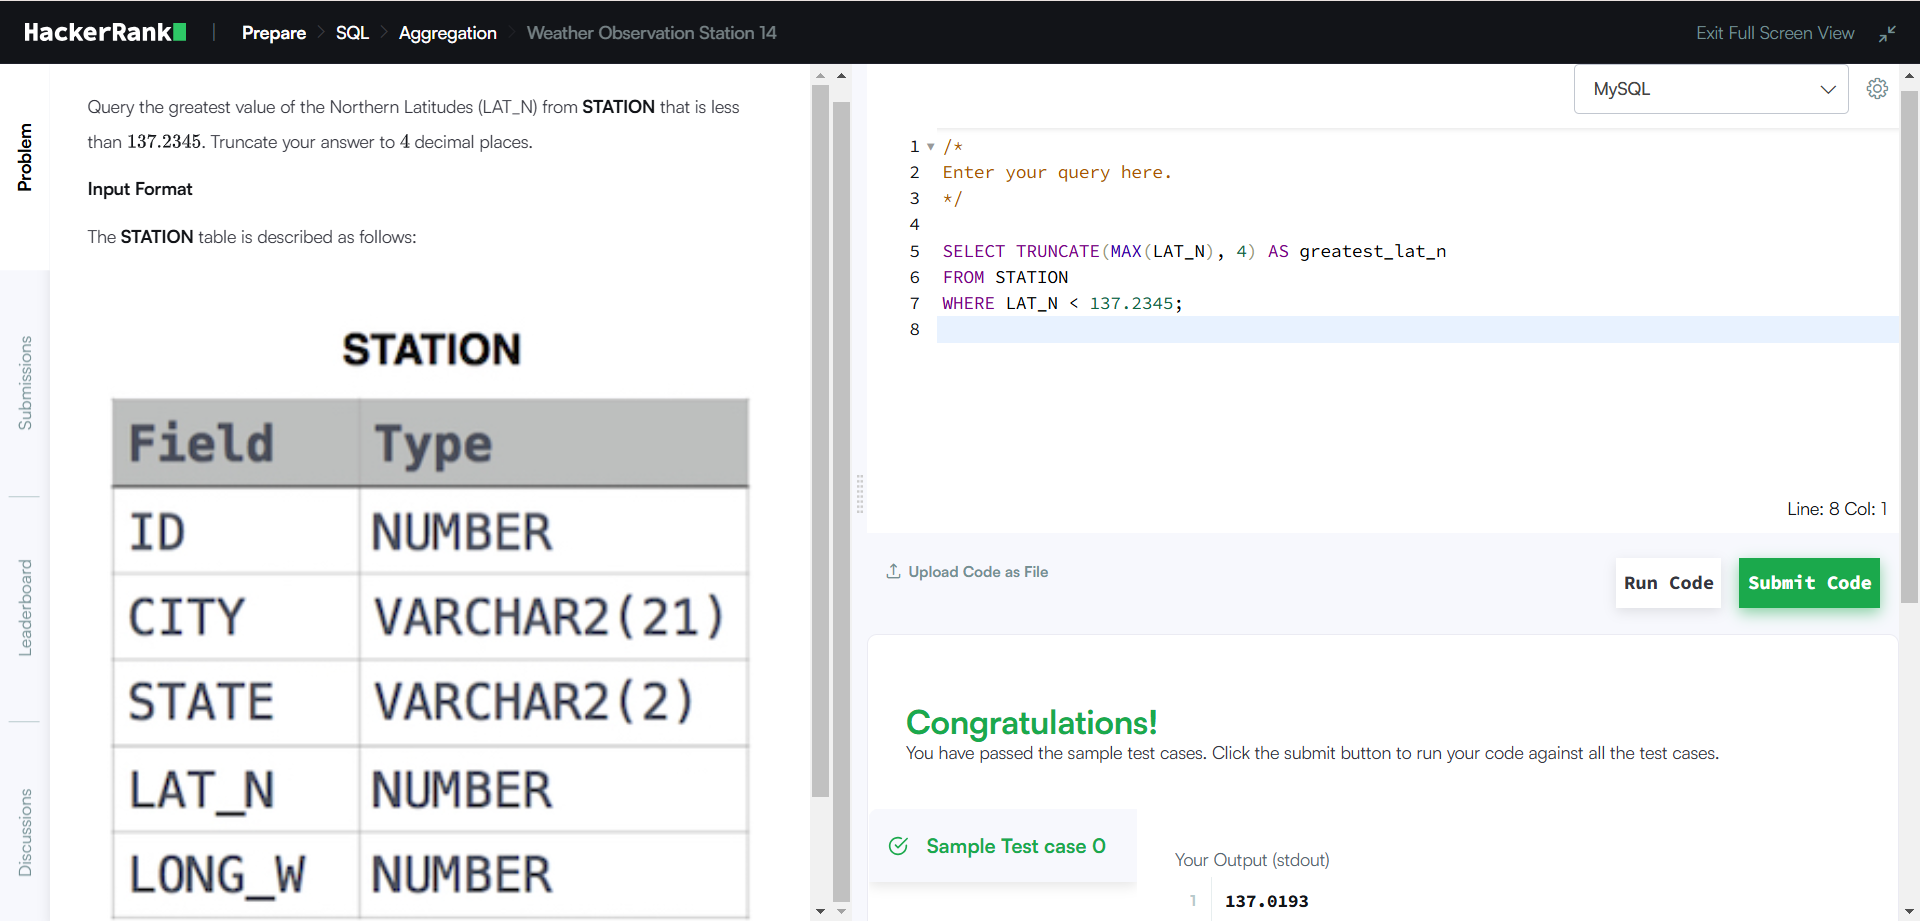 HackerRank
Prepare
SQL
Aggregation
Weather Observation Station 14
Exit Full Screen View
Problem
Submissions
Leaderboard
Discussions
Query the greatest value of the Northern Latitudes (LAT_N) from STATION that is less
than 137.2345. Truncate your answer to 4 decimal places.
Input Format
The STATION table is described as follows:
STATION
Field Type
ID NUMBER
CITY VARCHAR2(21)
STATE VARCHAR2(2)
LAT_N NUMBER
LONG_W NUMBER
MySQL
1 /*
2 Enter your query here.
3 */
4
5 SELECT TRUNCATE(MAX(LAT_N), 4) AS greatest_lat_n
6 FROM STATION
7 WHERE LAT_N < 137.2345;
8
Line: 8 Col: 1
Upload Code as File
Run Code
Submit Code
Congratulations!
You have passed the sample test cases. Click the submit button to run your code against all the test cases.
Sample Test case 0
Your Output (stdout)
1 137.0193